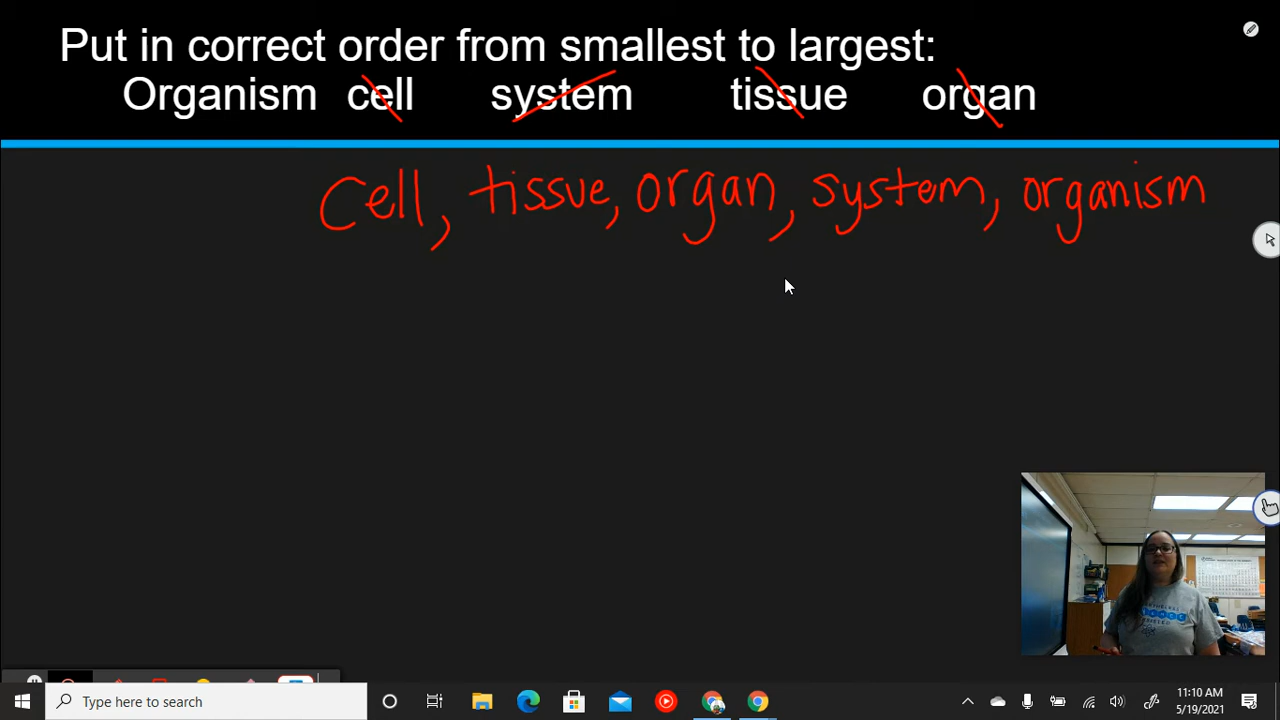 Put in correct order from smallest to largest:
Organism cell system tissue organ
Cell, tissue, organ, system, organism
Type here to search
11:10 AM
5/19/2021